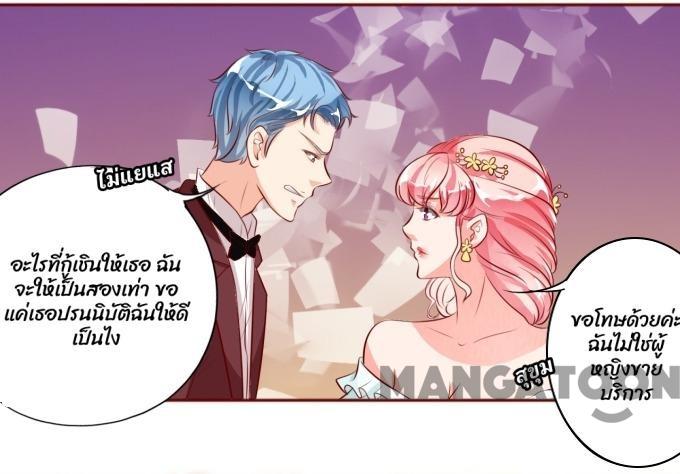 ไม่แยแส
อะไรที่กู้เชินให้เธอ ฉัน
จะให้เป็นสองเท่า ขอ
แค่เธอปรนนิบัติฉันให้ดี
เป็นไง
ขอโทษด้วยค่ะ
ฉันไม่ใช่ผู้
หญิงขาย
บริการ
สุขุม
MANGATOON